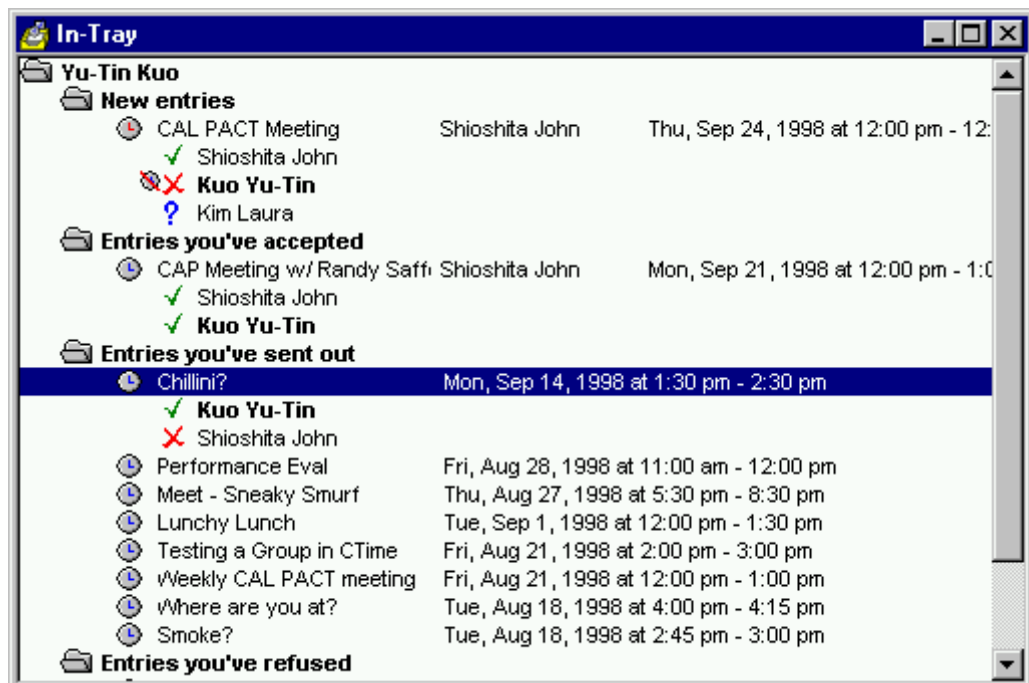 In-Tray
Yu-Tin Kuo
New entries
CAL PACT Meeting Shioshita John Thu, Sep 24, 1998 at 12:00 pm - 12:
Shioshita John
Kuo Yu-Tin
? Kim Laura
Entries you've accepted
CAP Meeting w/ Randy Saff Shioshita John Mon, Sep 21, 1998 at 12:00 pm - 1:0
Shioshita John
Kuo Yu-Tin
Entries you've sent out
Chillini? Mon, Sep 14, 1998 at 1:30 pm - 2:30 pm
Kuo Yu-Tin
Shioshita John
Performance Eval Fri, Aug 28, 1998 at 11:00 am - 12:00 pm
Meet - Sneaky Smurf Thu, Aug 27, 1998 at 5:30 pm - 8:30 pm
Lunchy Lunch Tue, Sep 1, 1998 at 12:00 pm - 1:30 pm
Testing a Group in CTime Fri, Aug 21, 1998 at 2:00 pm - 3:00 pm
Weekly CAL PACT meeting Fri, Aug 21, 1998 at 12:00 pm - 1:00 pm
Where are you at? Tue, Aug 18, 1998 at 4:00 pm - 4:15 pm
Smoke? Tue, Aug 18, 1998 at 2:45 pm - 3:00 pm
Entries you've refused